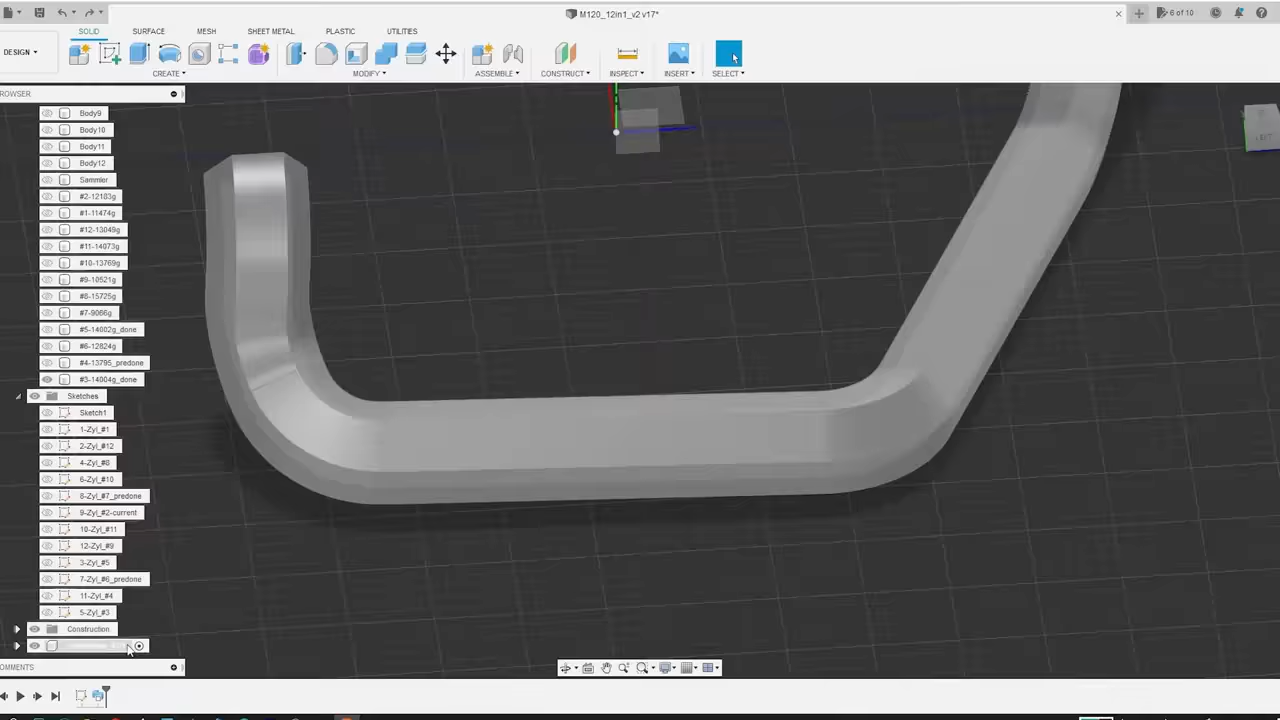 M120_12in1_v2 v17*
6 of 10
SOLID
SURFACE
MESH
SHEET METAL
PLASTIC
UTILITIES
DESIGN
CREATE
MODIFY
ASSEMBLE
CONSTRUCT
INSPECT
INSERT
SELECT
ROWSER
Body9
Body10
Body11
Body12
Sammler
#2-12183g
#1-11474g
#12-13049g
#11-14073g
#10-13769g
#9-10521g
#8-15725g
#7-9066g
#5-14002g_done
#6-12824g
#4-13795_predone
#3-14004g_done
Sketches
Sketch1
1-Zyl_#1
2-Zyl_#12
4-Zyl_#8
6-Zyl_#10
8-Zyl_#7_predone
9-Zyl_#2-current
10-Zyl_#11
12-Zyl_#9
3-Zyl_#5
7-Zyl_#6_predone
11-Zyl_#4
5-Zyl_#3
Construction
OMMENTS
LEFT